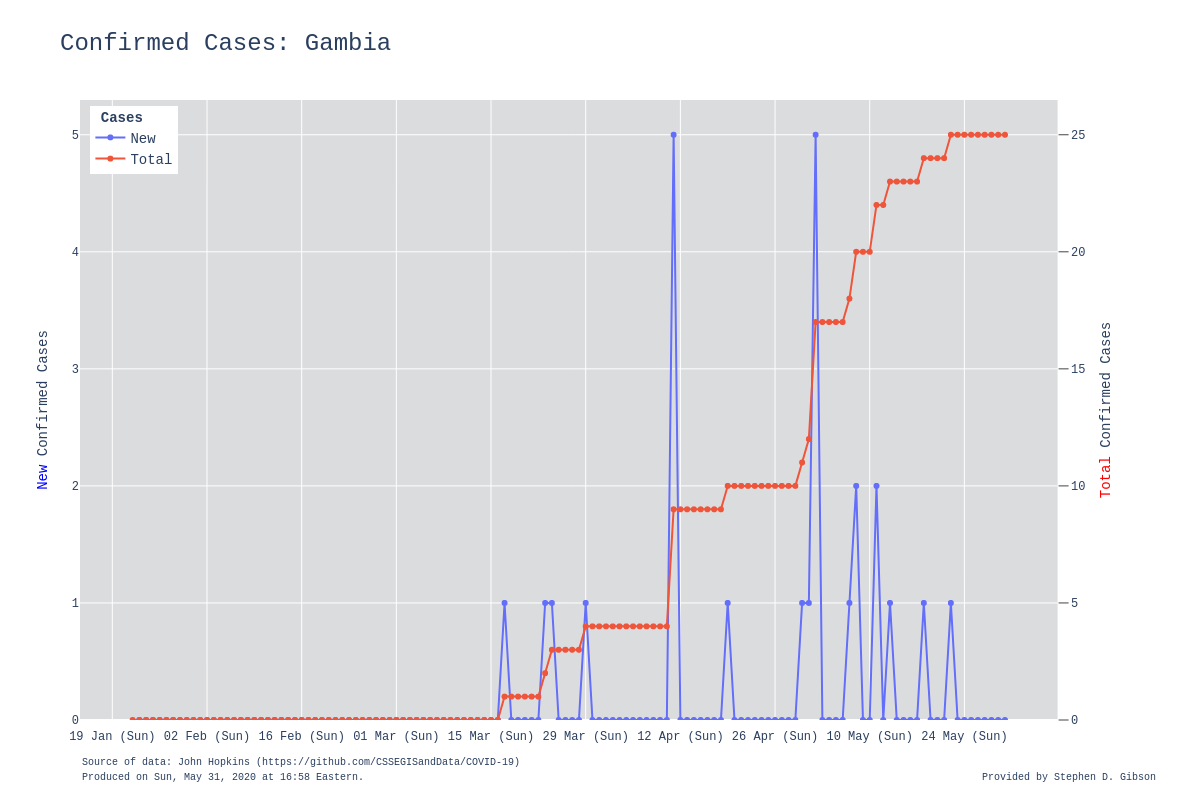 Confirmed Cases: Gambia
Cases
New
Total
5
4
3
2
1
0
25
20
15
10
5
0
New Confirmed Cases
Total Confirmed Cases
19 Jan (Sun) 02 Feb (Sun) 16 Feb (Sun) 01 Mar (Sun) 15 Mar (Sun) 29 Mar (Sun) 12 Apr (Sun) 26 Apr (Sun) 10 May (Sun) 24 May (Sun)
Source of data: John Hopkins (https://github.com/CSSEGISandData/COVID-19)
Produced on Sun, May 31, 2020 at 16:58 Eastern.
Provided by Stephen D. Gibson